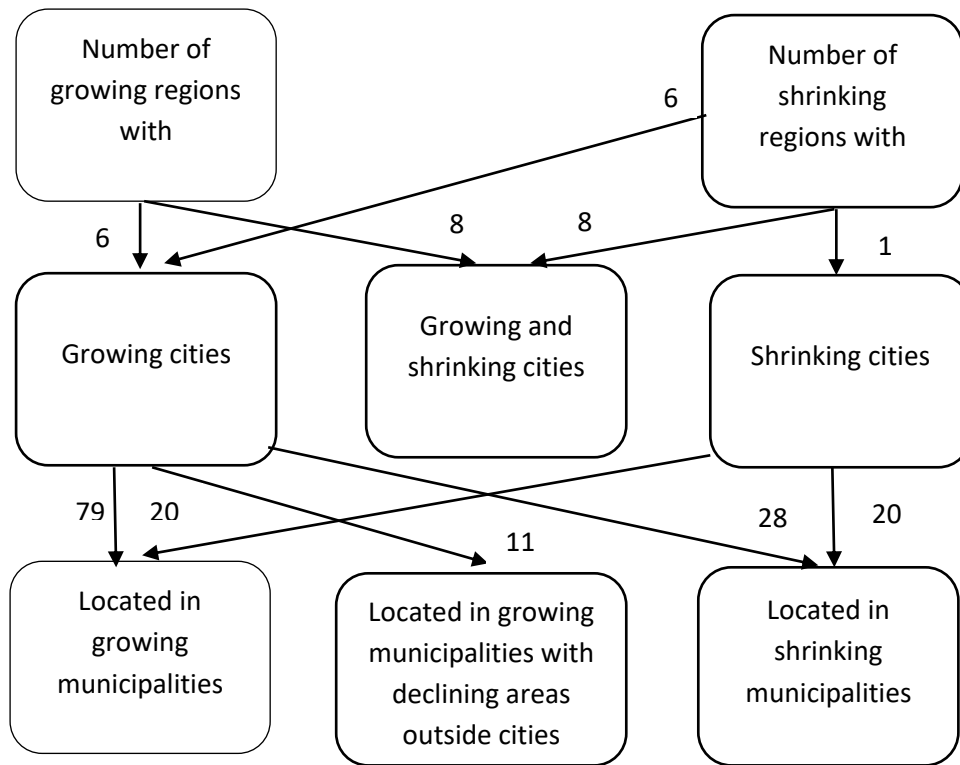 Number of
growing regions
with
Number of
shrinking
regions with
6
6
8
8
1
Growing cities
Growing and
shrinking cities
Shrinking cities
79
20
11
28
20
Located in
growing
municipalities
Located in growing
municipalities with
declining areas
outside cities
Located in
shrinking
municipalities